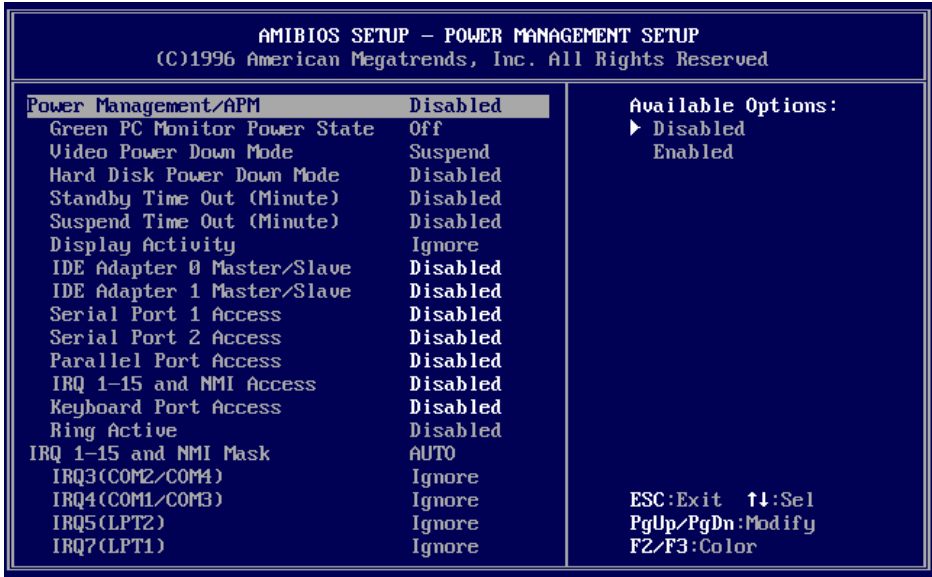 AMIBIOS SETUP – POWER MANAGEMENT SETUP
(C)1996 American Megatrends, Inc. All Rights Reserved
Power Management/APM Disabled
Green PC Monitor Power State Off
Video Power Down Mode Suspend
Hard Disk Power Down Mode Disabled
Standby Time Out (Minute) Disabled
Suspend Time Out (Minute) Disabled
Display Activity Ignore
IDE Adapter 0 Master/Slave Disabled
IDE Adapter 1 Master/Slave Disabled
Serial Port 1 Access Disabled
Serial Port 2 Access Disabled
Parallel Port Access Disabled
IRQ 1–15 and NMI Access Disabled
Keyboard Port Access Disabled
Ring Active Disabled
IRQ 1–15 and NMI Mask AUTO
IRQ3(COM2/COM4) Ignore
IRQ4(COM1/COM3) Ignore
IRQ5(LPT2) Ignore
IRQ7(LPT1) Ignore
Available Options:
▶ Disabled
Enabled
ESC:Exit ↑↓:Sel
PgUp/PgDn:Modify
F2/F3:Color